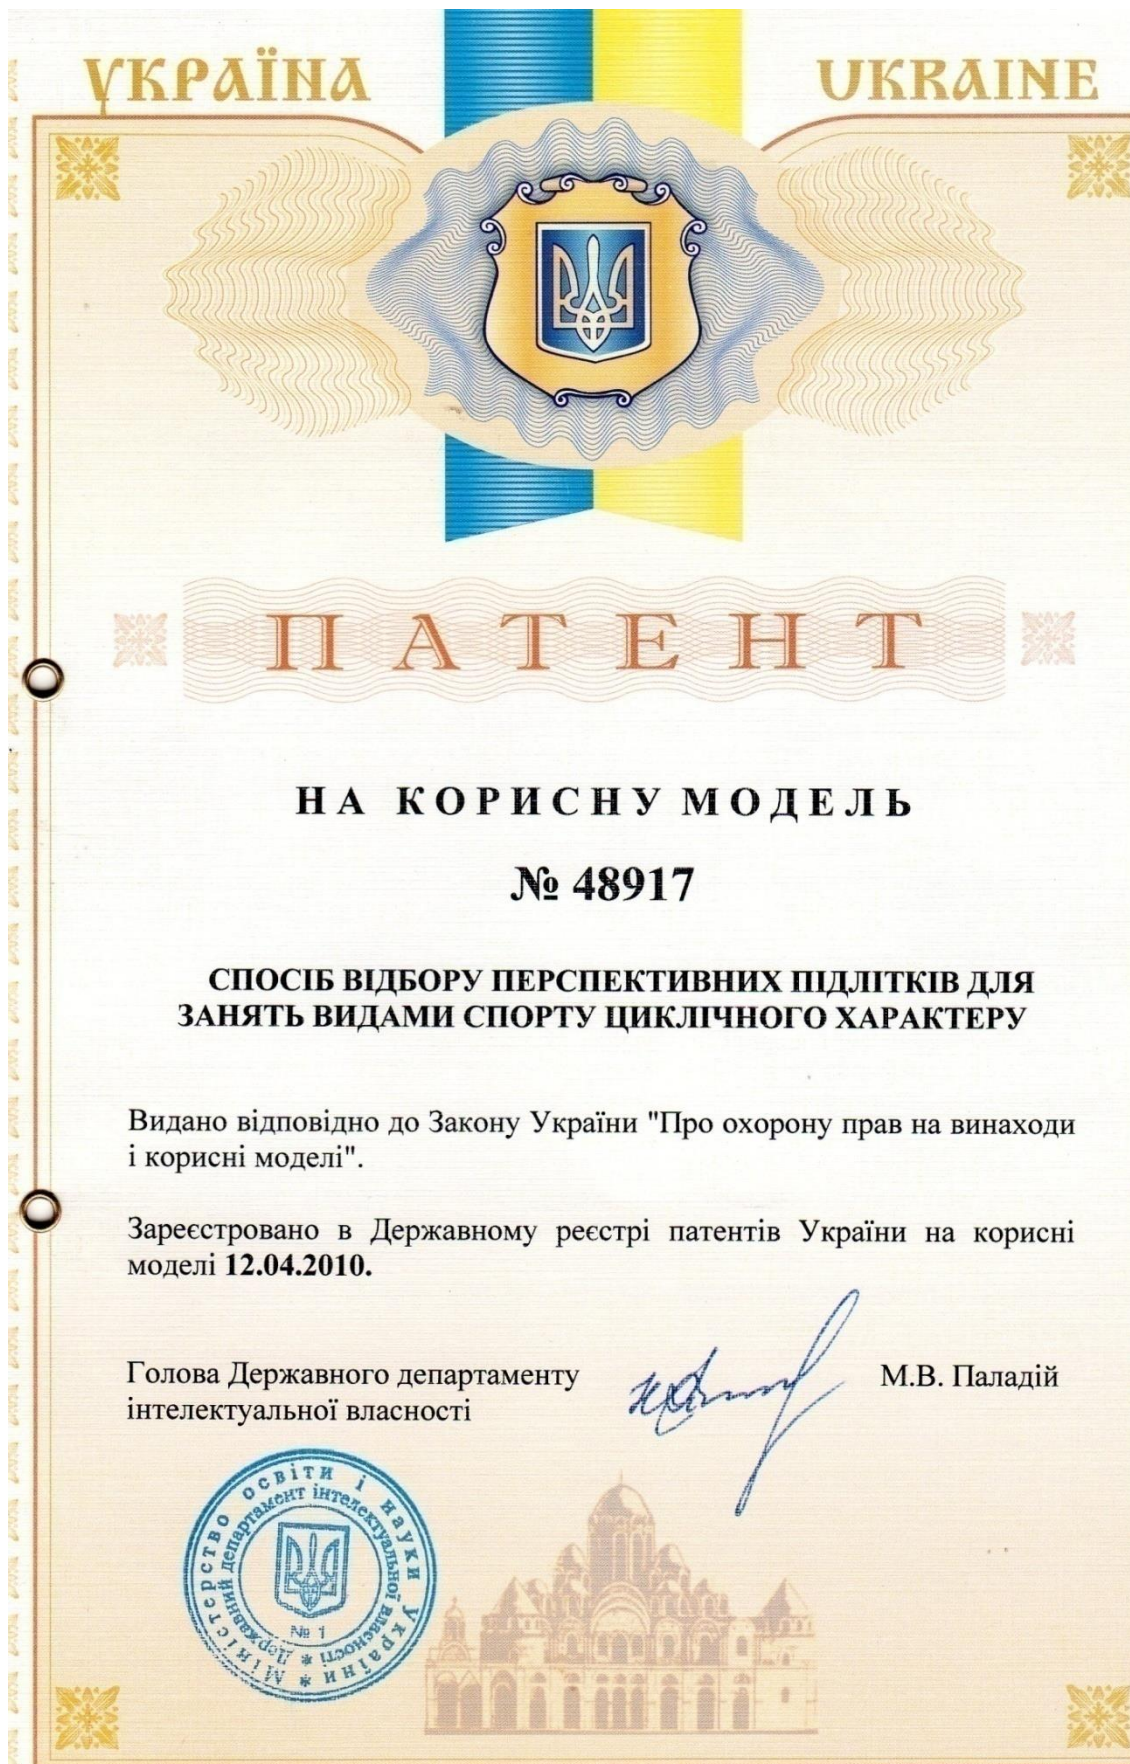 УКРАЇНА
UKRAINE
ПАТЕНТ
НА КОРИСНУ МОДЕЛЬ
№ 48917
СПОСІБ ВІДБОРУ ПЕРСПЕКТИВНИХ ПІДЛІТКІВ ДЛЯ
ЗАНЯТЬ ВИДАМИ СПОРТУ ЦИКЛІЧНОГО ХАРАКТЕРУ
Видано відповідно до Закону України "Про охорону прав на винаходи
і корисні моделі".
Зареєстровано в Державному реєстрі патентів України на корисні
моделі 12.04.2010.
Голова Державного департаменту
інтелектуальної власності
М.В. Паладій
Міністерство освіти і науки України *
Державний департамент інтелектуальної власності *
№ 1